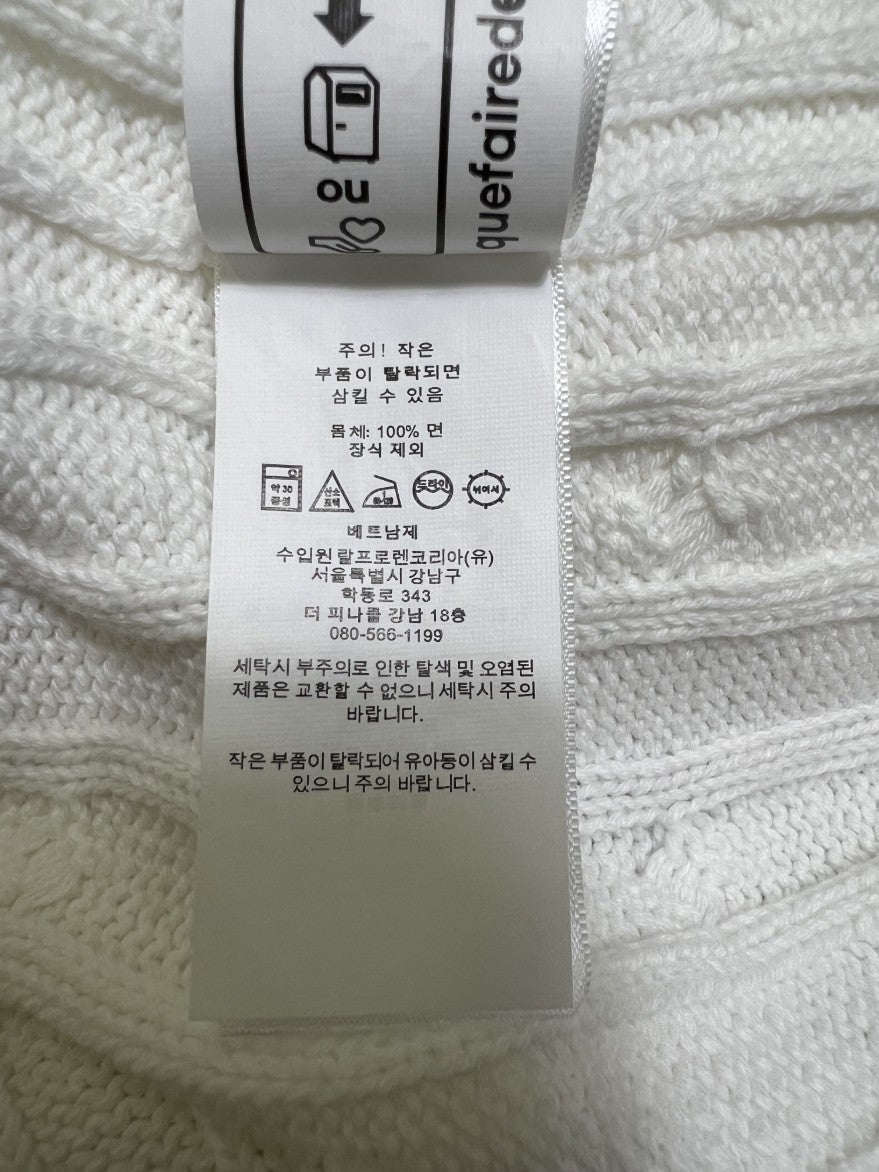 quefairede
OU
주의! 작은
부품이 탈락되면
삼킬 수 있음
몸체: 100% 면
장식 제외
약 30
중성
산소
표백
드라이
뉘어서
베트남제
수입원 랄프로렌코리아(유)
서울특별시 강남구
학동로 343
더 피나클 강남 18층
080-566-1199
세탁시 부주의로 인한 탈색 및 오염된
제품은 교환할 수 없으니 세탁시 주의
바랍니다.
작은 부품이 탈락되어 유아등이 삼킬 수
있으니 주의 바랍니다.